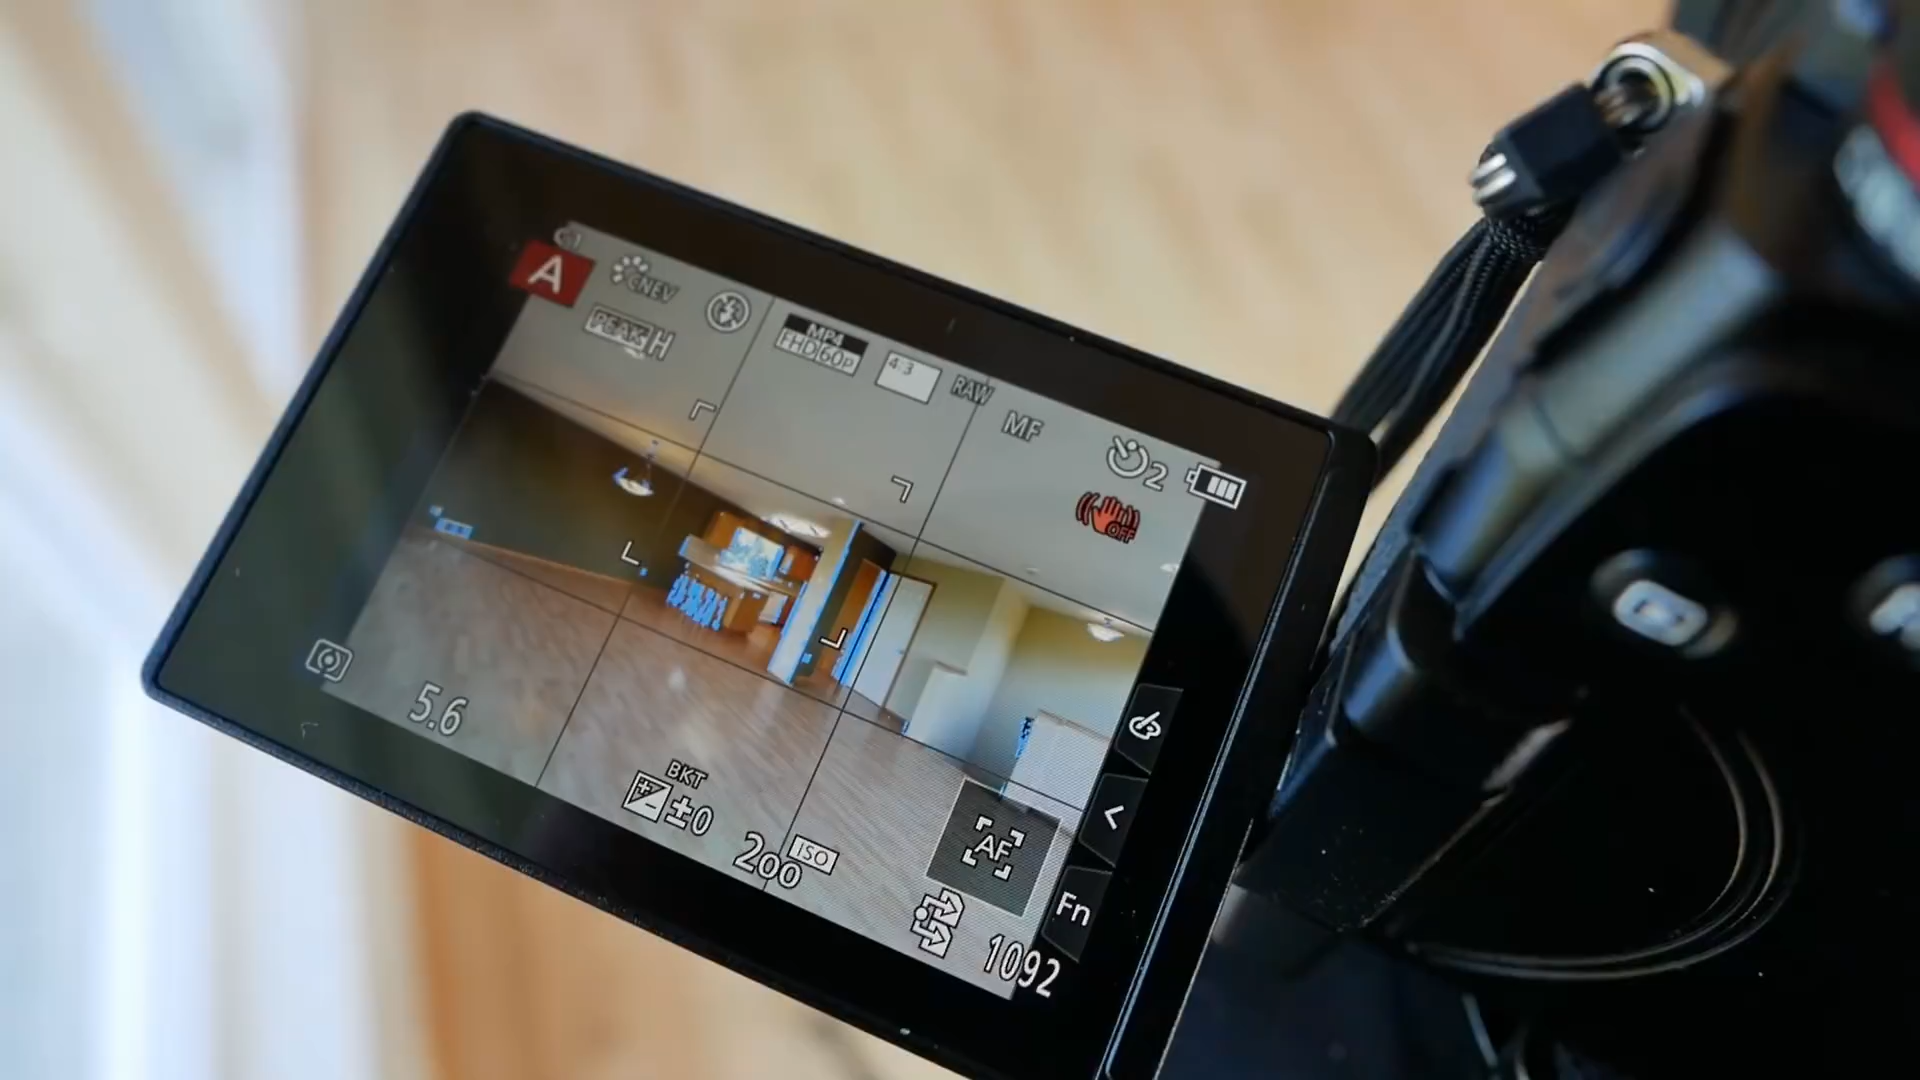 A
CNEV
PEAK H
MP4
FHD 60p
4:3
RAW
MF
2
OFF
5.6
BKT
±0
200
ISO
AF
Fn
1092